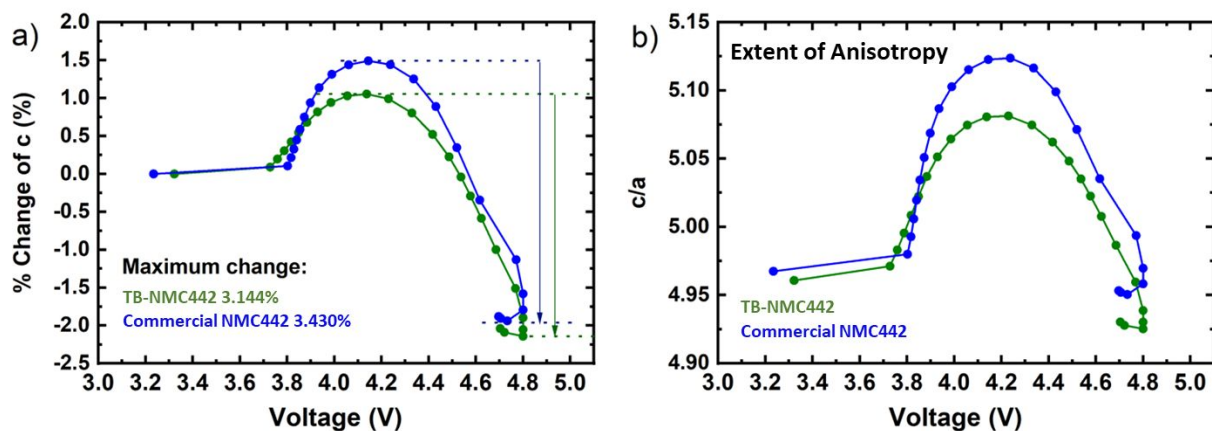 a)
% Change of c (%)
1.5
1.0
0.5
0.0
-0.5
-1.0
-1.5
-2.0
-2.5
Maximum change:
TB-NMC442 3.144%
Commercial NMC442 3.430%
3.0 3.2 3.4 3.6 3.8 4.0 4.2 4.4 4.6 4.8 5.0
2.0
Voltage (V)
b)
Extent of Anisotropy
c/a
5.15
5.10
5.05
5.00
4.95
4.90
TB-NMC442
Commercial NMC442
3.0 3.2 3.4 3.6 3.8 4.0 4.2 4.4 4.6 4.8 5.0
Voltage (V)